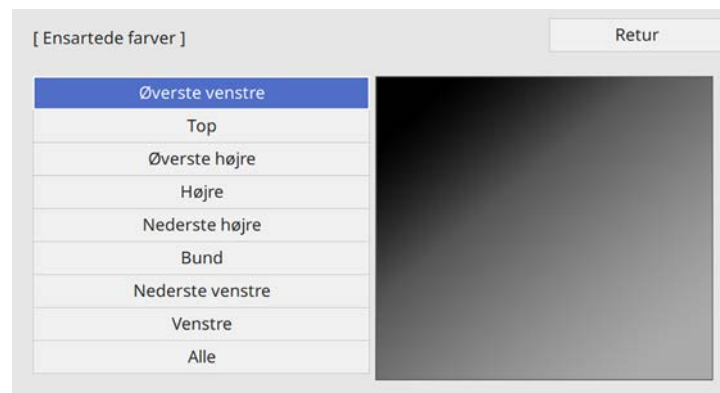 [ Ensartede farver ]
Retur
Øverste venstre
Top
Øverste højre
Højre
Nederste højre
Bund
Nederste venstre
Venstre
Alle